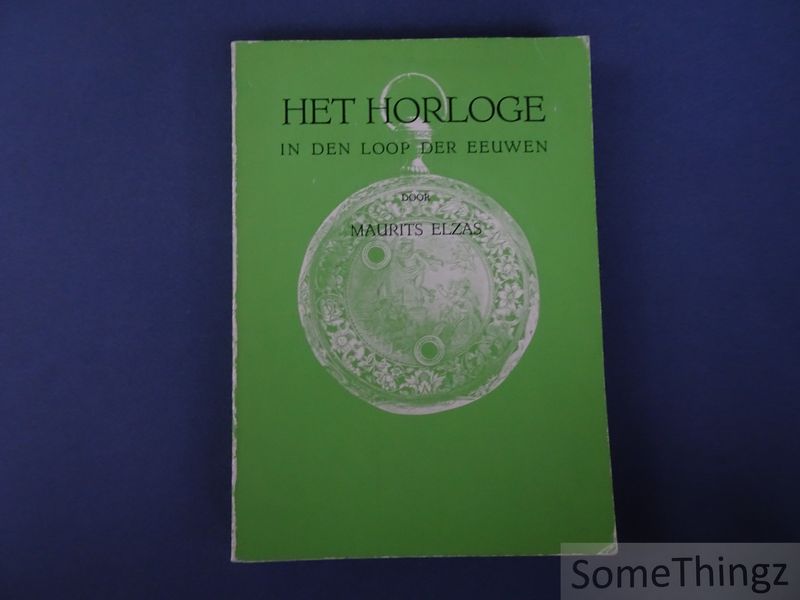 HET HORLOGE
IN DEN LOOP DER EEUWEN
DOOR
MAURITS ELZAS
SomeThingz